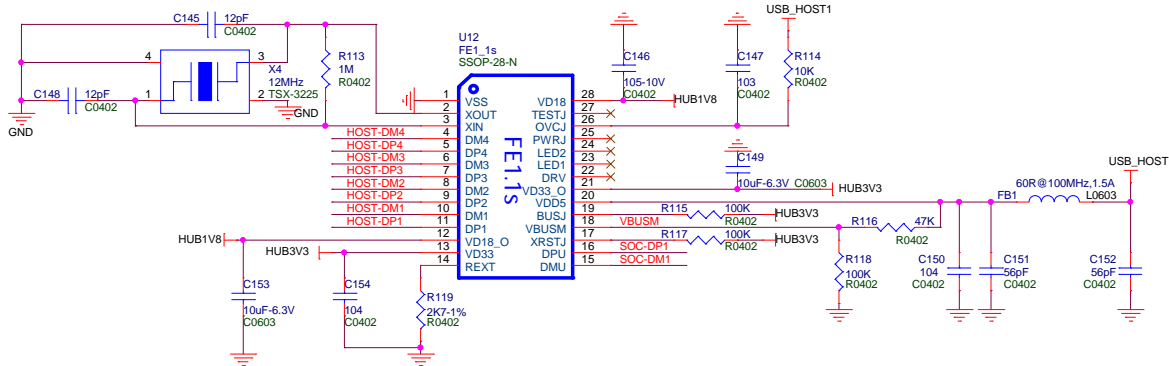 C145
12pF
C0402
4
3
X4
12MHz
TSX-3225
C148
12pF
C0402
1
2
GND
GND
R113
1M
R0402
U12
FE1_1s
SSOP-28-N
FE1.1s
1
VSS
2
XOUT
3
XIN
HOST-DM4
4
DM4
HOST-DP4
5
DP4
HOST-DM3
6
DM3
HOST-DP3
7
DP3
HOST-DM2
8
DM2
HOST-DP2
9
DP2
HOST-DM1
10
DM1
HOST-DP1
11
DP1
12
VD18_O
13
VD33
14
REXT
28
VD18
27
TESTJ
26
OVCJ
25
PWRJ
24
LED2
23
LED1
22
DRV
21
VD33_O
20
VDD5
19
BUSJ
18
VBUSM
17
XRSTJ
16
DPU
15
DMU
HUB1V8
HUB3V3
C153
10uF-6.3V
C0603
C154
104
C0402
R119
2K7-1%
R0402
C146
105-10V
C0402
HUB1V8
C147
103
C0402
USB_HOST1
R114
10K
R0402
C149
10uF-6.3V
C0603
HUB3V3
R115
100K
R0402
HUB3V3
VBUSM
R117
100K
R0402
HUB3V3
SOC-DP1
SOC-DM1
R116
47K
R0402
R118
100K
R0402
C150
104
C0402
C151
56pF
C0402
60R@100MHz,1.5A
FB1
L0603
USB_HOST
C152
56pF
C0402